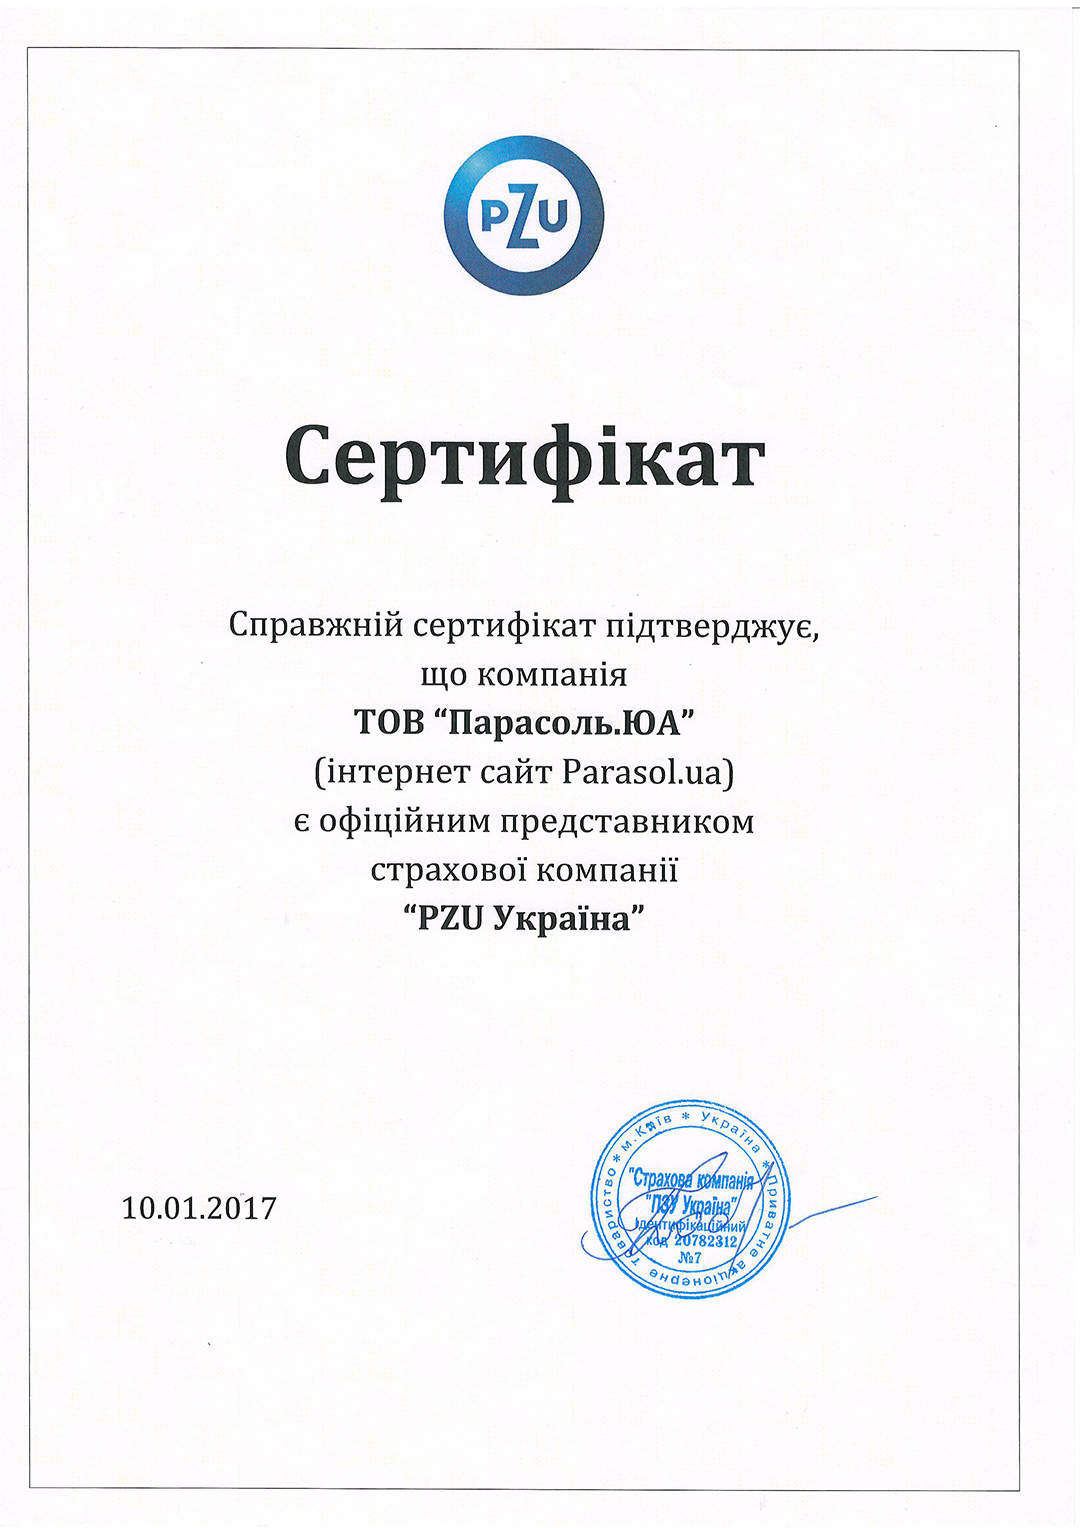 PZU
Сертифікат
Справжній сертифікат підтверджує,
що компанія
ТОВ “Парасоль.ЮА”
(інтернет сайт Parasol.ua)
є офіційним представником
страхової компанії
“PZU Україна”
10.01.2017
м.Київ * Україна * Приватне акціонерне товариство *
"Страхова компанія
"ПЗУ Україна"
Ідентифікаційний
код 20782312
№7